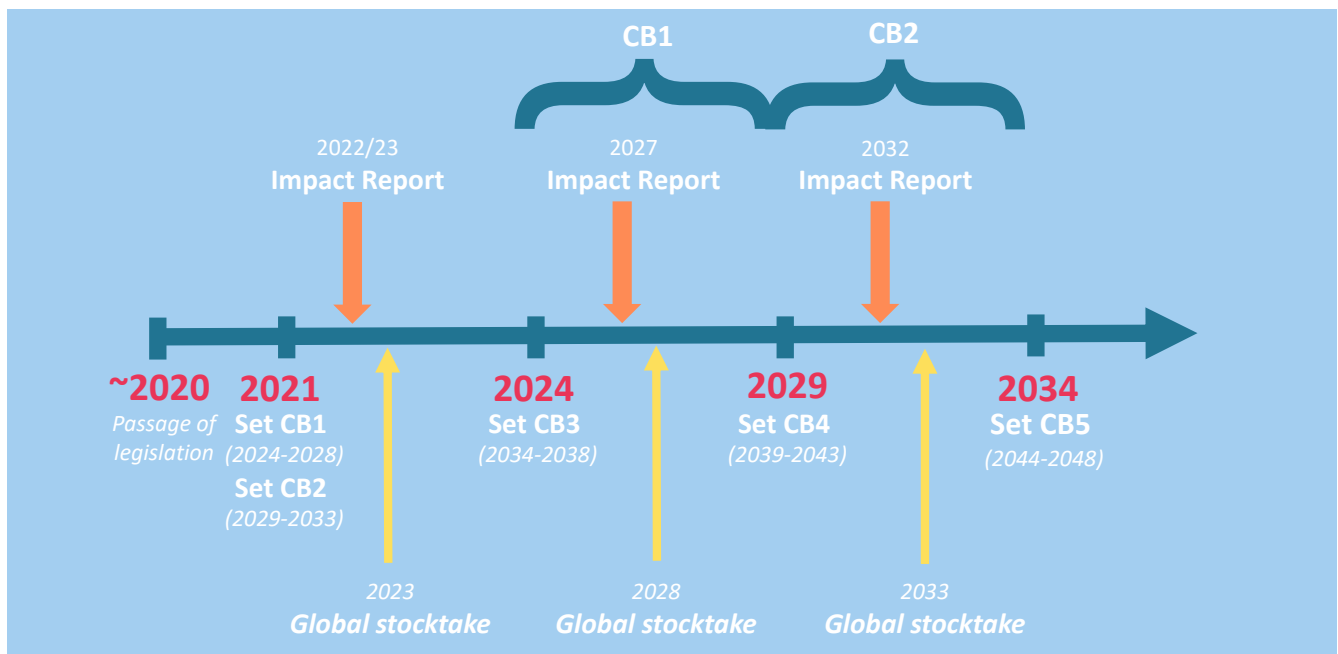 CB1
CB2
2022/23
Impact Report
2027
Impact Report
2032
Impact Report
~2020
Passage of
legislation
2021
Set CB1
(2024-2028)
Set CB2
(2029-2033)
2024
Set CB3
(2034-2038)
2029
Set CB4
(2039-2043)
2034
Set CB5
(2044-2048)
2023
Global stocktake
2028
Global stocktake
2033
Global stocktake